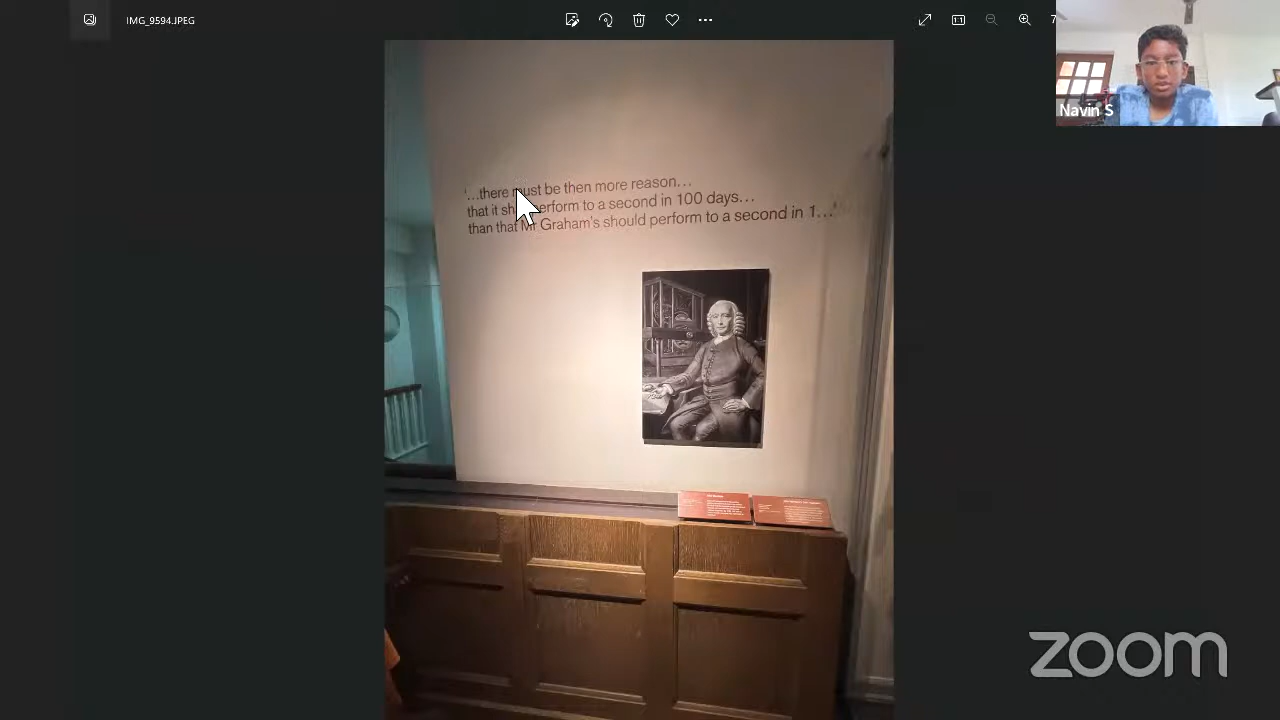 IMG_9594.JPEG
Navin S
'...there must be then more reason...
that it perform to a second in 100 days...
than that Mr Graham's should perform to a second in 1...'
zoom